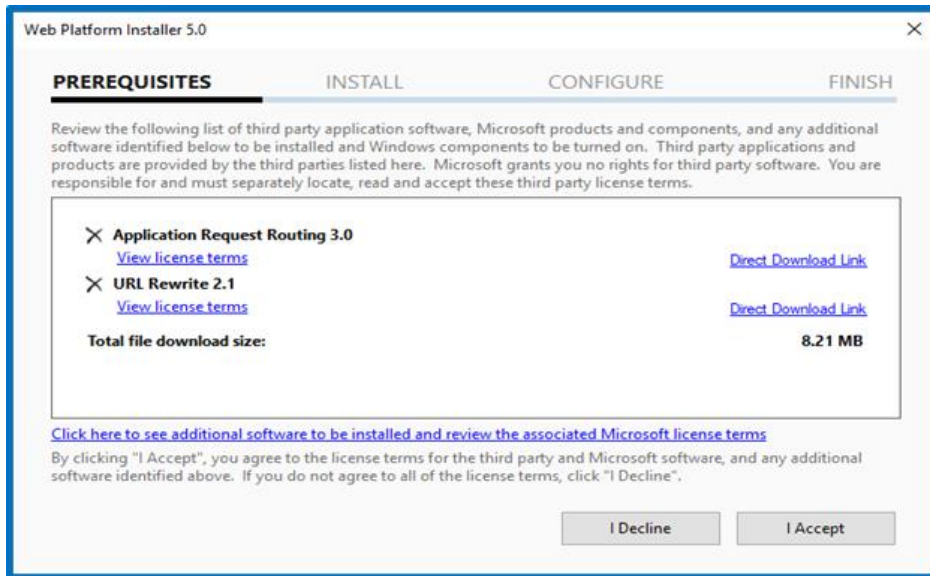 Web Platform Installer 5.0
PREREQUISITES INSTALL CONFIGURE FINISH
Review the following list of third party application software, Microsoft products and components, and any additional
software identified below to be installed and Windows components to be turned on. Third party applications and
products are provided by the third parties listed here. Microsoft grants you no rights for third party software. You are
responsible for and must separately locate, read and accept these third party license terms.
Application Request Routing 3.0
View license terms Direct Download Link
URL Rewrite 2.1
View license terms Direct Download Link
Total file download size: 8.21 MB
Click here to see additional software to be installed and review the associated Microsoft license terms
By clicking "I Accept", you agree to the license terms for the third party and Microsoft software, and any additional
software identified above. If you do not agree to all of the license terms, click "I Decline".
I Decline I Accept